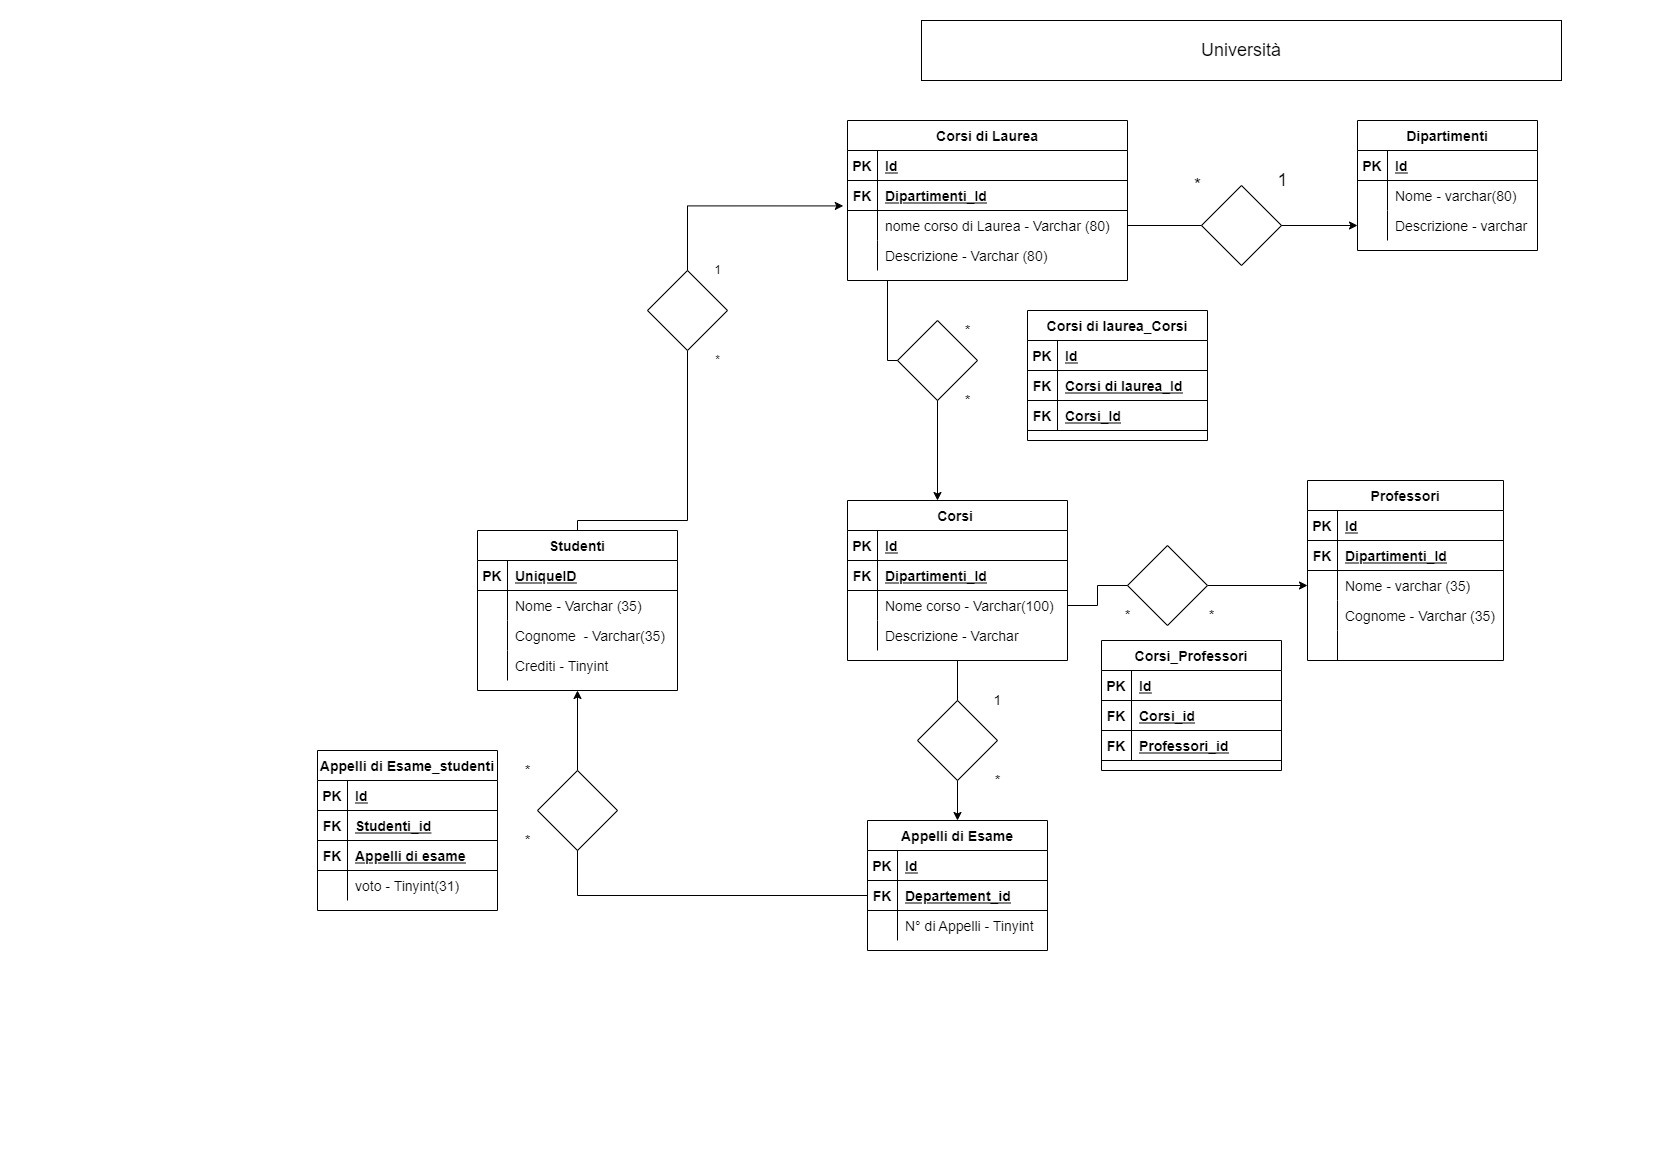 Università
Corsi di Laurea
PK Id
FK Dipartimenti_Id
nome corso di Laurea - Varchar (80)
Descrizione - Varchar (80)
* 1
Dipartimenti
PK Id
Nome - varchar(80)
Descrizione - varchar
1
*
*
*
Corsi di laurea_Corsi
PK Id
FK Corsi di laurea_Id
FK Corsi_Id
Studenti
PK UniqueID
Nome - Varchar (35)
Cognome - Varchar(35)
Crediti - Tinyint
Corsi
PK Id
FK Dipartimenti_Id
Nome corso - Varchar(100)
Descrizione - Varchar
* *
Professori
PK Id
FK Dipartimenti_Id
Nome - varchar (35)
Cognome - Varchar (35)
Corsi_Professori
PK Id
FK Corsi_id
FK Professori_id
1
*
Appelli di Esame_studenti
PK Id
FK Studenti_id
FK Appelli di esame
voto - Tinyint(31)
*
*
Appelli di Esame
PK Id
FK Departement_id
N° di Appelli - Tinyint